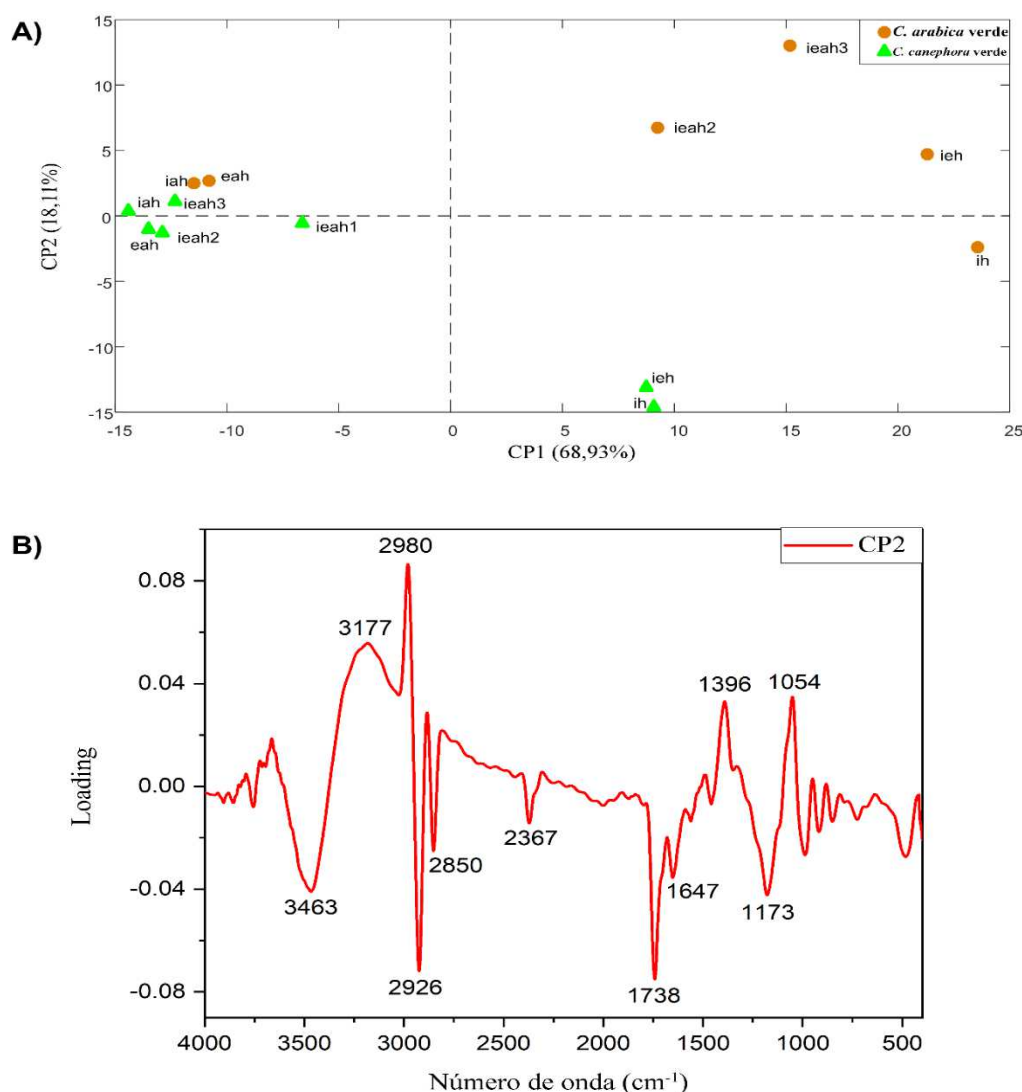 A)
C. arabica verde
C. canephora verde
15
10
5
0
-5
-10
-15
CP2 (18,11%)
ieah3
ieah2
ieh
ih
iah
eah
iah
ieah3
eah
ieah2
ieah1
ieh
ih
-15
-10
-5
0
5
10
15
20
25
CP1 (68,93%)
B)
CP2
0.08
0.04
0.00
-0.04
-0.08
Loading
2980
3177
1396
1054
2367
2850
3463
2926
1647
1173
1738
4000
3500
3000
2500
2000
1500
1000
Número de onda (cm⁻¹)